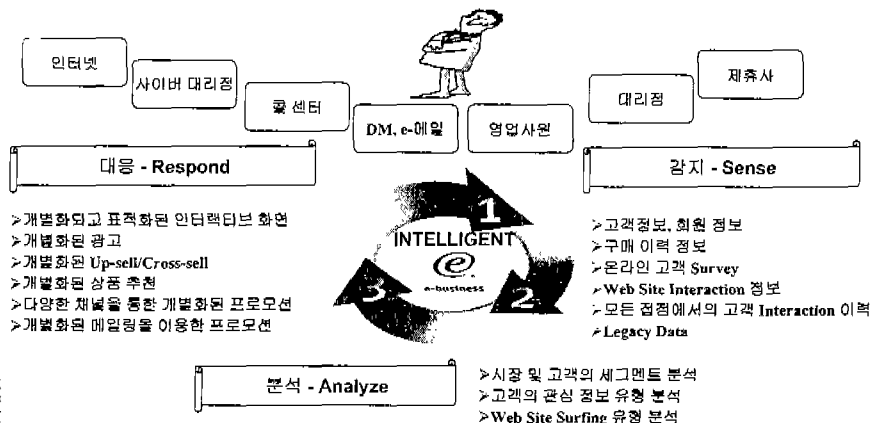 인터넷
사이버 대리점
콜 센터
DM, e-메일
영업사원
대리점
제휴사
대응 - Respond
감지 - Sense
➢개별화되고 표적화된 인터랙티브 화면
➢개별화된 광고
➢개별화된 Up-sell/Cross-sell
➢개별화된 상품 추천
➢다양한 채널을 통한 개별화된 프로모션
➢개별화된 메일링을 이용한 프로모션
1
INTELLIGENT
e
e-business
2
3
➢고객정보, 회원 정보
➢구매 이력 정보
➢온라인 고객 Survey
➢Web Site Interaction 정보
➢모든 접점에서의 고객 Interaction 이력
➢Legacy Data
분석 - Analyze
➢시장 및 고객의 세그멘트 분석
➢고객의 관심 정보 유형 분석
➢Web Site Surfing 유형 분석